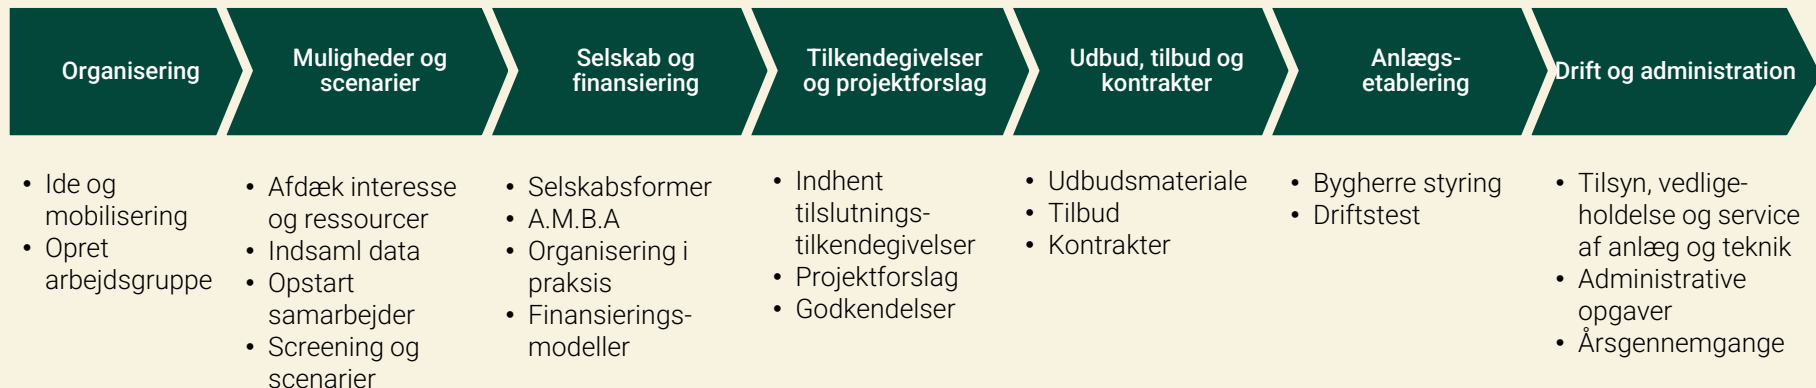 Organisering
Muligheder og
scenarier
Selskab og
finansiering
Tilkendegivelser
og projektforslag
Udbud, tilbud og
kontrakter
Anlægs-
etablering
Drift og administration
• Ide og
mobilisering
• Opret
arbejdsgruppe
• Afdæk interesse
og ressourcer
• Indsaml data
• Opstart
samarbejder
• Screening og
scenarier
• Selskabsformer
• A.M.B.A
• Organisering i
praksis
• Finansierings-
modeller
• Indhent
tilslutnings-
tilkendegivelser
• Projektforslag
• Godkendelser
• Udbudsmateriale
• Tilbud
• Kontrakter
• Bygherre styring
• Driftstest
• Tilsyn, vedlige-
holdelse og service
af anlæg og teknik
• Administrative
opgaver
• Årsgennemgange